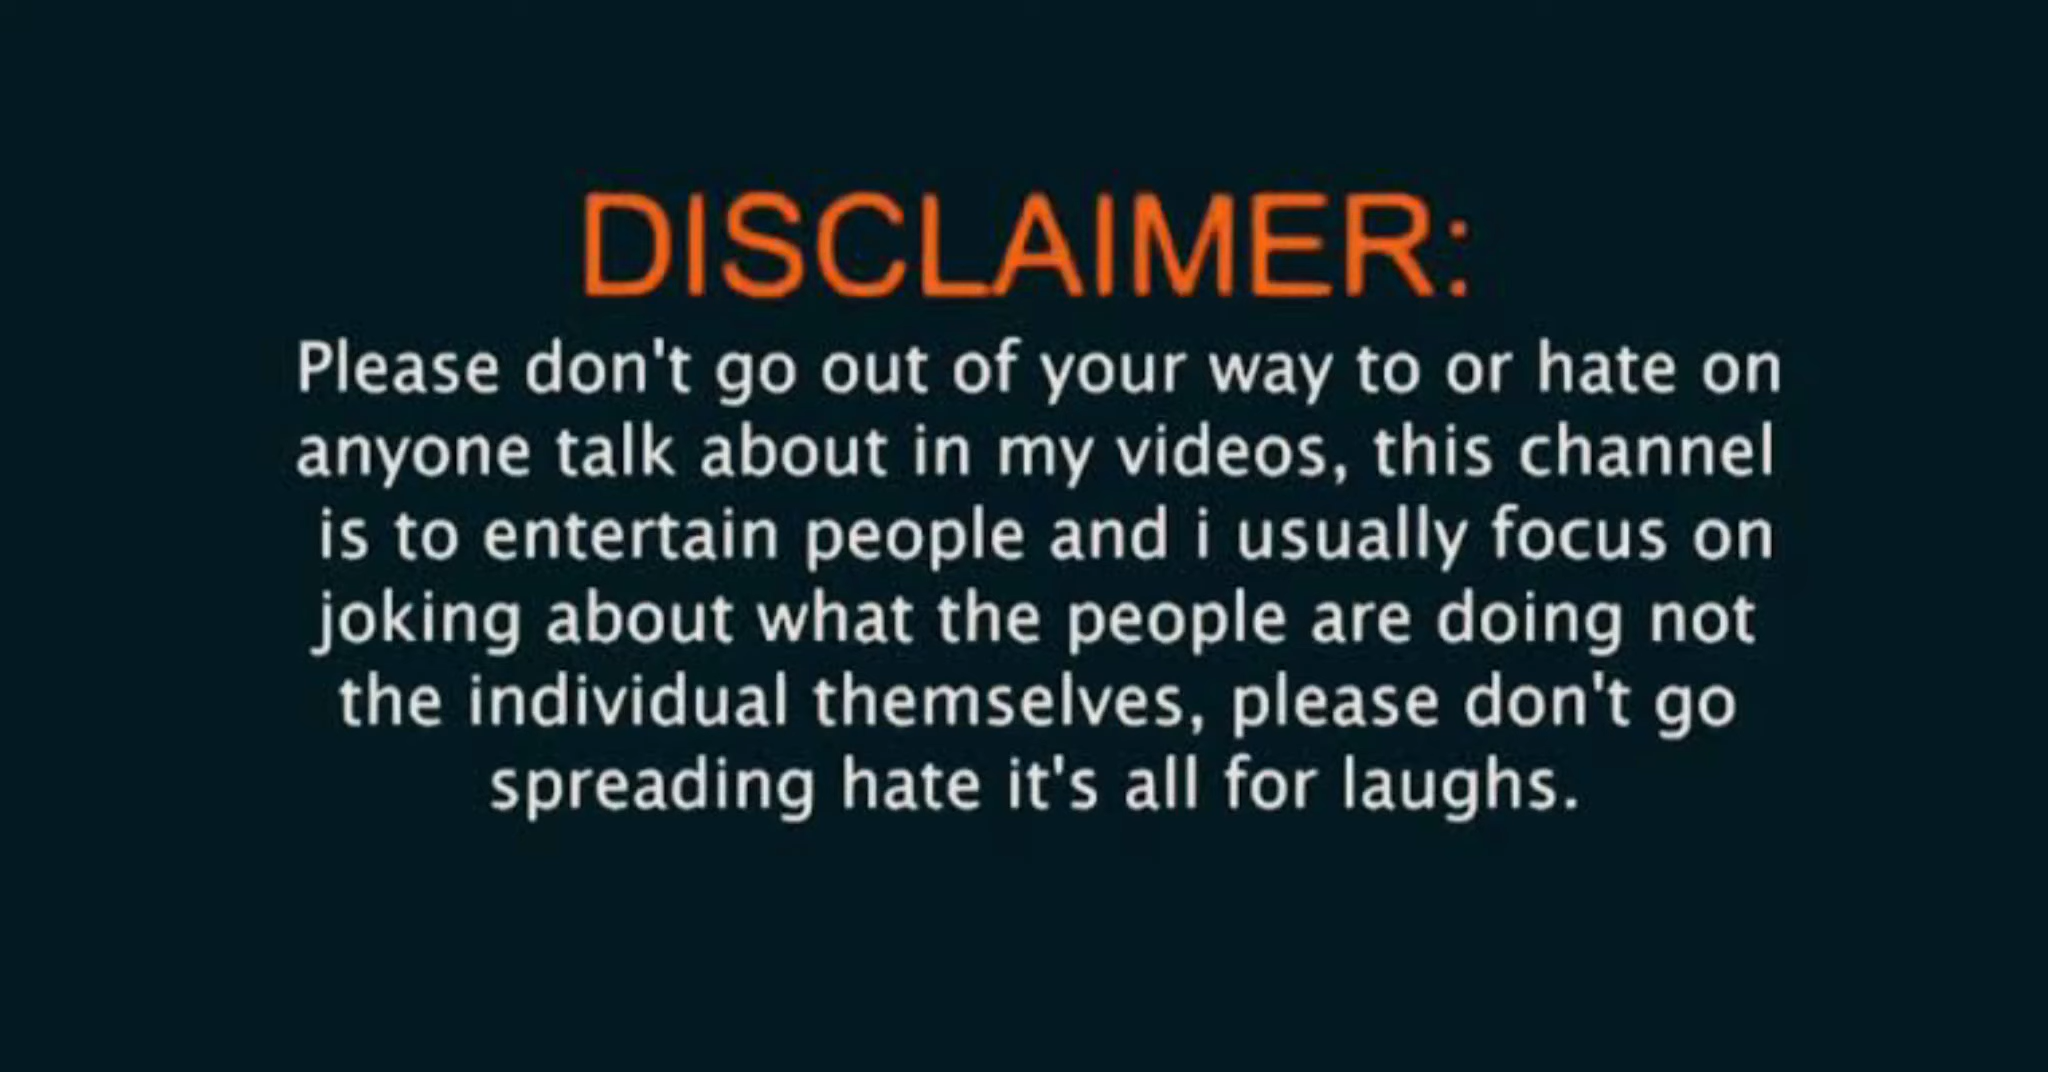 DISCLAIMER:
Please don't go out of your way to or hate on
anyone talk about in my videos, this channel
is to entertain people and i usually focus on
joking about what the people are doing not
the individual themselves, please don't go
spreading hate it's all for laughs.